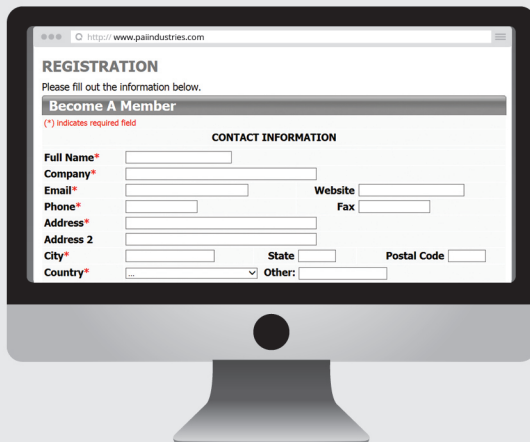 http:// www.paiindustries.com
REGISTRATION
Please fill out the information below.
Become A Member
(*) indicates required field
CONTACT INFORMATION
Full Name*
Company*
Email* Website
Phone* Fax
Address*
Address 2
City* State Postal Code
Country* ... Other: